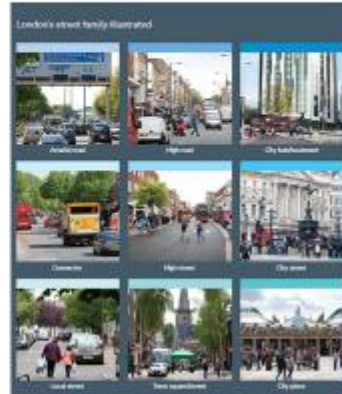 London's street family illustrated
Arterial road
High road
City hub/boulevard
Connector
High street
City street
Local street
Town square/street
City place